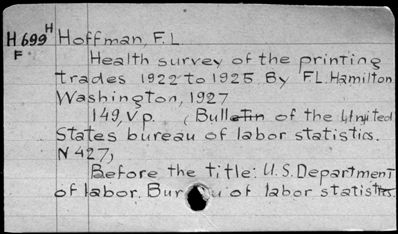 H 699 H Hoffman, F.L.
F
Health survey of the printing
trades 1922 to 1925. By F.L. Hamilton
Washington, 1927
149, V p. (Bulletin of the United
States bureau of labor statistics.
N 427)
Before the title: U.S. Department
of labor. Bureau of labor statistics.